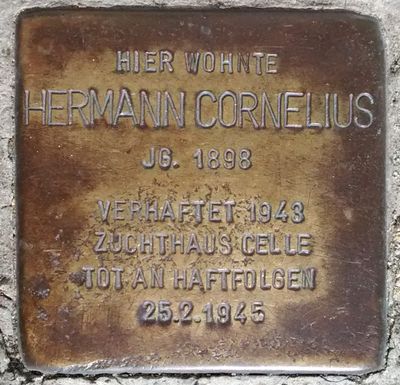 HIER WOHNTE
HERMANN CORNELIUS
JG. 1898
VERHAFTET 1943
ZUCHTHAUS CELLE
TOT AN HAFTFOLGEN
25.2.1945